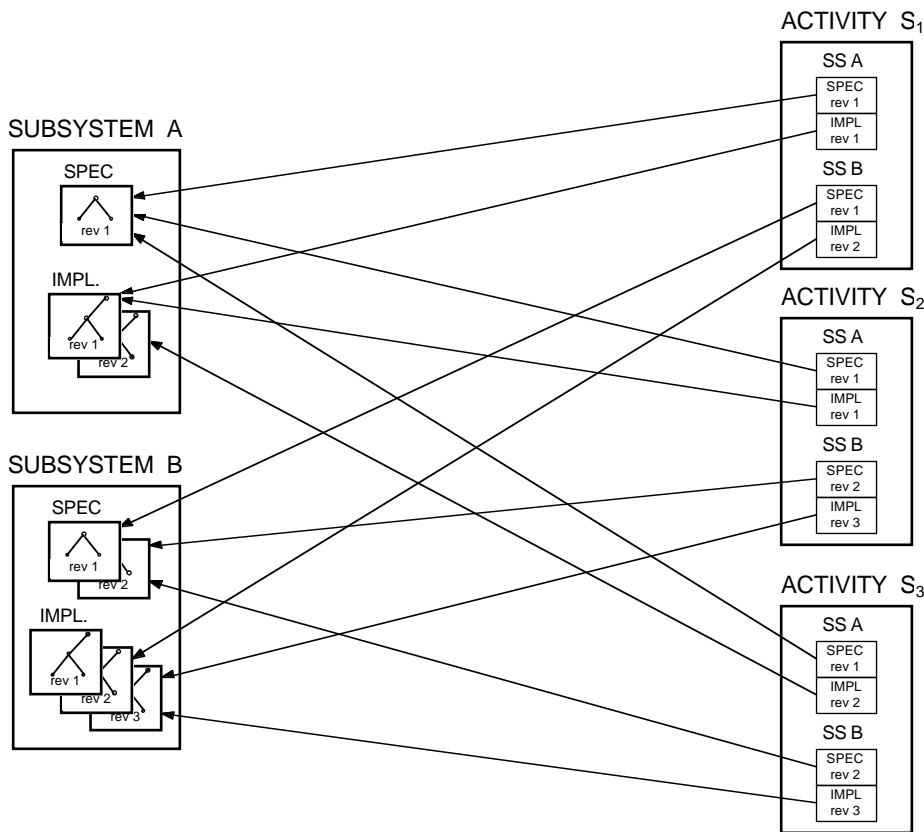 SUBSYSTEM A
SPEC
rev 1
IMPL.
rev 1
rev 2
SUBSYSTEM B
SPEC
rev 1
rev 2
IMPL.
rev 1
rev 2
rev 3
ACTIVITY S1
SS A
SPEC
rev 1
IMPL
rev 1
SS B
SPEC
rev 1
IMPL
rev 2
ACTIVITY S2
SS A
SPEC
rev 1
IMPL
rev 1
SS B
SPEC
rev 2
IMPL
rev 3
ACTIVITY S3
SS A
SPEC
rev 1
IMPL
rev 2
SS B
SPEC
rev 2
IMPL
rev 3